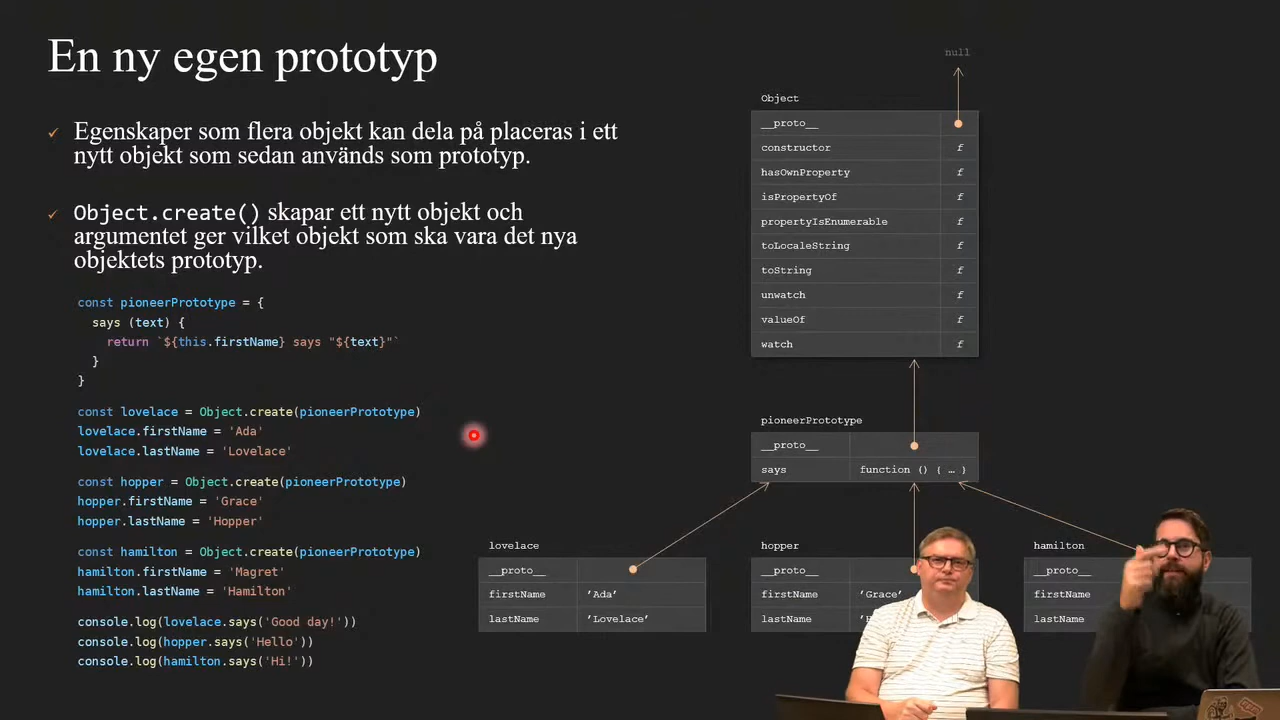 En ny egen prototyp
Egenskaper som flera objekt kan dela på placeras i ett
nytt objekt som sedan används som prototyp.
Object.create() skapar ett nytt objekt och
argumentet ger vilket objekt som ska vara det nya
objektets prototyp.
const pioneerPrototype = {
  says (text) {
    return `${this.firstName} says "${text}"`
  }
}
const lovelace = Object.create(pioneerPrototype)
lovelace.firstName = 'Ada'
lovelace.lastName = 'Lovelace'
const hopper = Object.create(pioneerPrototype)
hopper.firstName = 'Grace'
hopper.lastName = 'Hopper'
const hamilton = Object.create(pioneerPrototype)
hamilton.firstName = 'Magret'
hamilton.lastName = 'Hamilton'
console.log(lovelace.says('Good day!'))
console.log(hopper.says('Hello'))
console.log(hamilton.says('Hi!'))
null
Object
__proto__
constructor f
hasOwnProperty f
isPropertyOf f
propertyIsEnumerable f
toLocaleString f
toString f
unwatch f
valueOf f
watch f
pioneerPrototype
__proto__
says function () { … }
lovelace
__proto__
firstName ’Ada’
lastName ’Lovelace’
hopper
__proto__
firstName ’Grace’
lastName
hamilton
__proto__
firstName
lastName